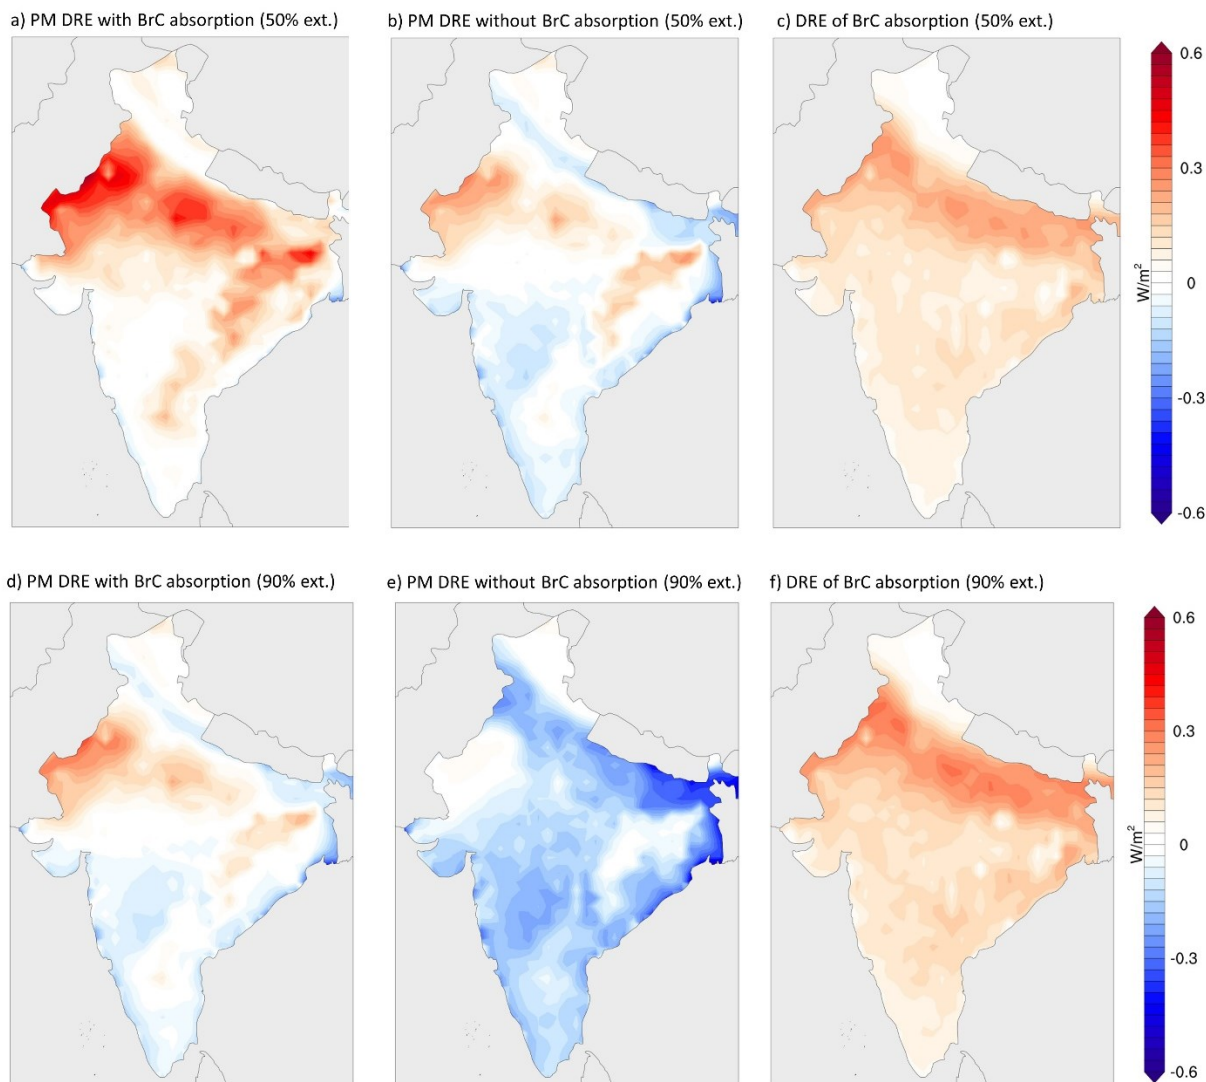 a) PM DRE with BrC absorption (50% ext.)
b) PM DRE without BrC absorption (50% ext.)
c) DRE of BrC absorption (50% ext.)
0.6
0.3
W/m²
0
-0.3
-0.6
d) PM DRE with BrC absorption (90% ext.)
e) PM DRE without BrC absorption (90% ext.)
f) DRE of BrC absorption (90% ext.)
0.6
0.3
W/m²
0
-0.3
-0.6